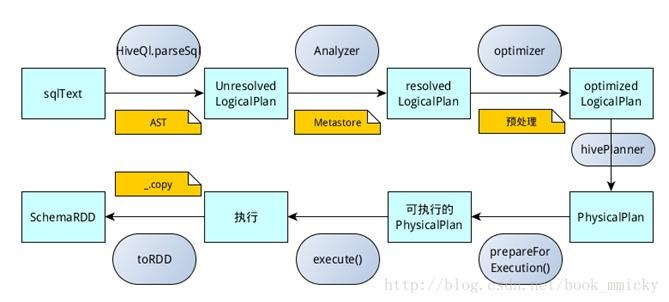 HiveQl.parseSql
Analyzer
optimizer
sqlText
Unresolved
LogicalPlan
resolved
LogicalPlan
optimized
LogicalPlan
AST
Metastore
预处理
hivePlanner
_.copy
SchemaRDD
执行
可执行的
PhysicalPlan
PhysicalPlan
toRDD
execute()
prepareFor
Execution()
http://blog.csdn.net/book_mmicky